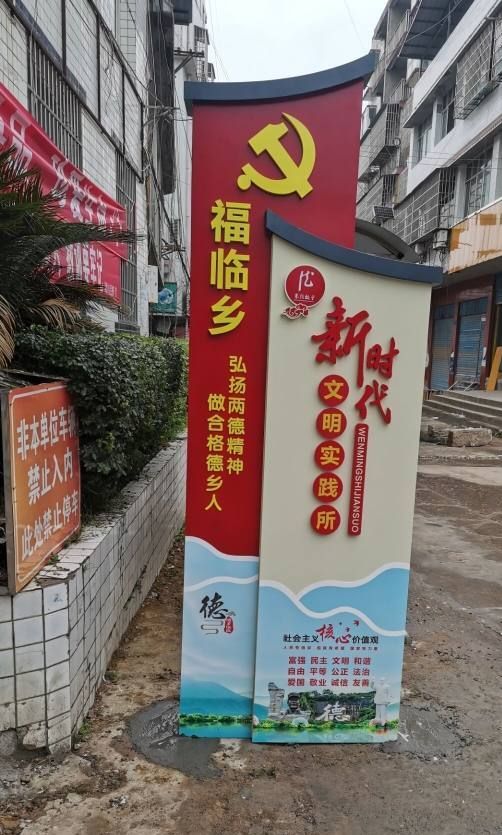 福临乡
弘扬两德精神
做合格德乡人
新时代
文明实践所
WENMINGSHIJIANSUO
德
社会主义核心价值观
富强 民主 文明 和谐
自由 平等 公正 法治
爱国 敬业 诚信 友善
德
非本单位车辆
禁止入内
此处禁止停车